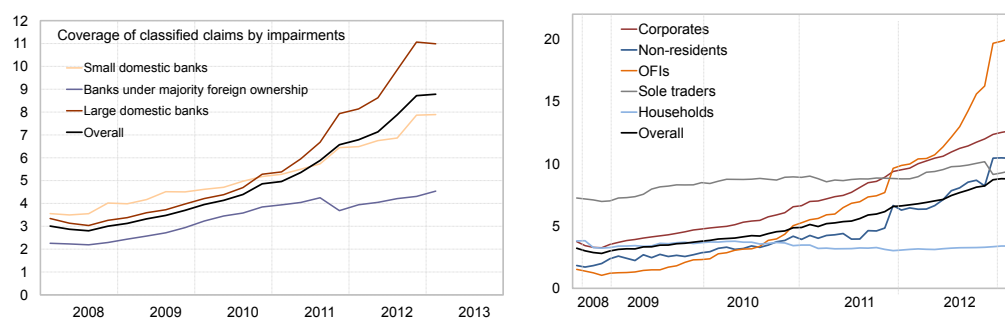 Coverage of classified claims by impairments
Small domestic banks
Banks under majority foreign ownership
Large domestic banks
Overall
12
11
10
9
8
7
6
5
4
3
2
1
0
2008 2009 2010 2011 2012 2013
Corporates
Non-residents
OFIs
Sole traders
Households
Overall
20
15
10
5
0
2008 2009 2010 2011 2012